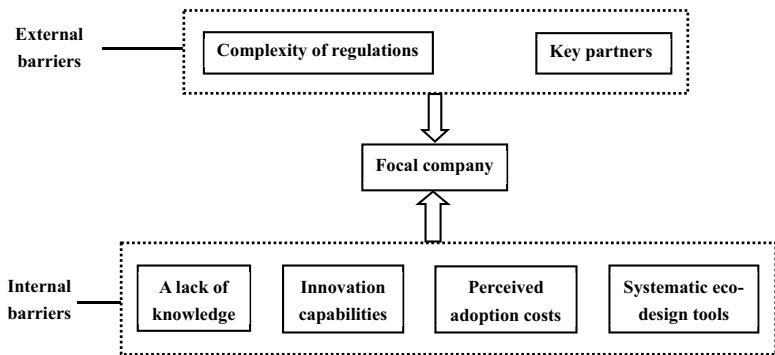 External
barriers
Complexity of regulations
Key partners
Focal company
Internal
barriers
A lack of
knowledge
Innovation
capabilities
Perceived
adoption costs
Systematic eco-
design tools